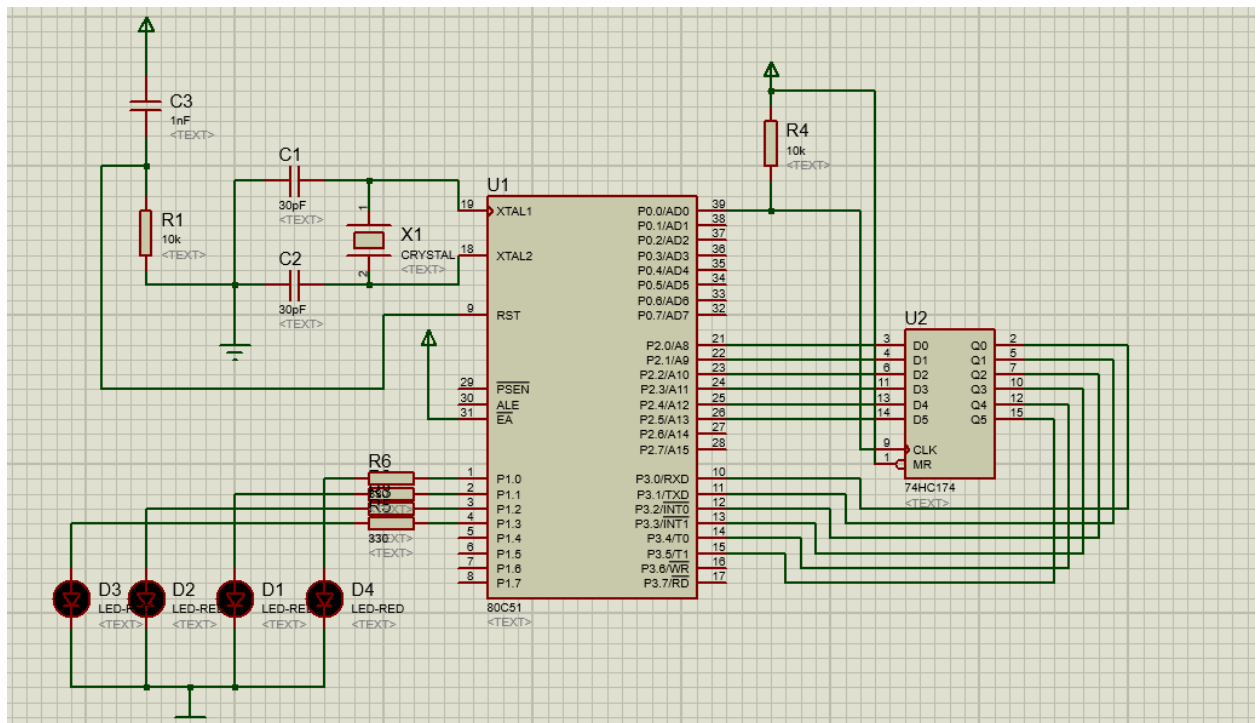 C3
1nF
<TEXT>
R1
10k
<TEXT>
C1
30pF
<TEXT>
C2
30pF
<TEXT>
1
X1
CRYSTAL
<TEXT>
2
R4
10k
<TEXT>
U1
19 XTAL1
18 XTAL2
9 RST
29 PSEN
30 ALE
31 EA
1 P1.0
2 P1.1
3 P1.2
4 P1.3
5 P1.4
6 P1.5
7 P1.6
8 P1.7
P0.0/AD0 39
P0.1/AD1 38
P0.2/AD2 37
P0.3/AD3 36
P0.4/AD4 35
P0.5/AD5 34
P0.6/AD6 33
P0.7/AD7 32
P2.0/A8 21
P2.1/A9 22
P2.2/A10 23
P2.3/A11 24
P2.4/A12 25
P2.5/A13 26
P2.6/A14 27
P2.7/A15 28
P3.0/RXD 10
P3.1/TXD 11
P3.2/INT0 12
P3.3/INT1 13
P3.4/T0 14
P3.5/T1 15
P3.6/WR 16
P3.7/RD 17
80C51
<TEXT>
U2
3 D0 Q0 2
4 D1 Q1 5
6 D2 Q2 7
11 D3 Q3 10
13 D4 Q4 12
14 D5 Q5 15
9 CLK
1 MR
74HC174
<TEXT>
R6
330
<TEXT>
D3
<TEXT>
D2
LED-RED
<TEXT>
D1
LED-RED
<TEXT>
D4
LED-RED
<TEXT>